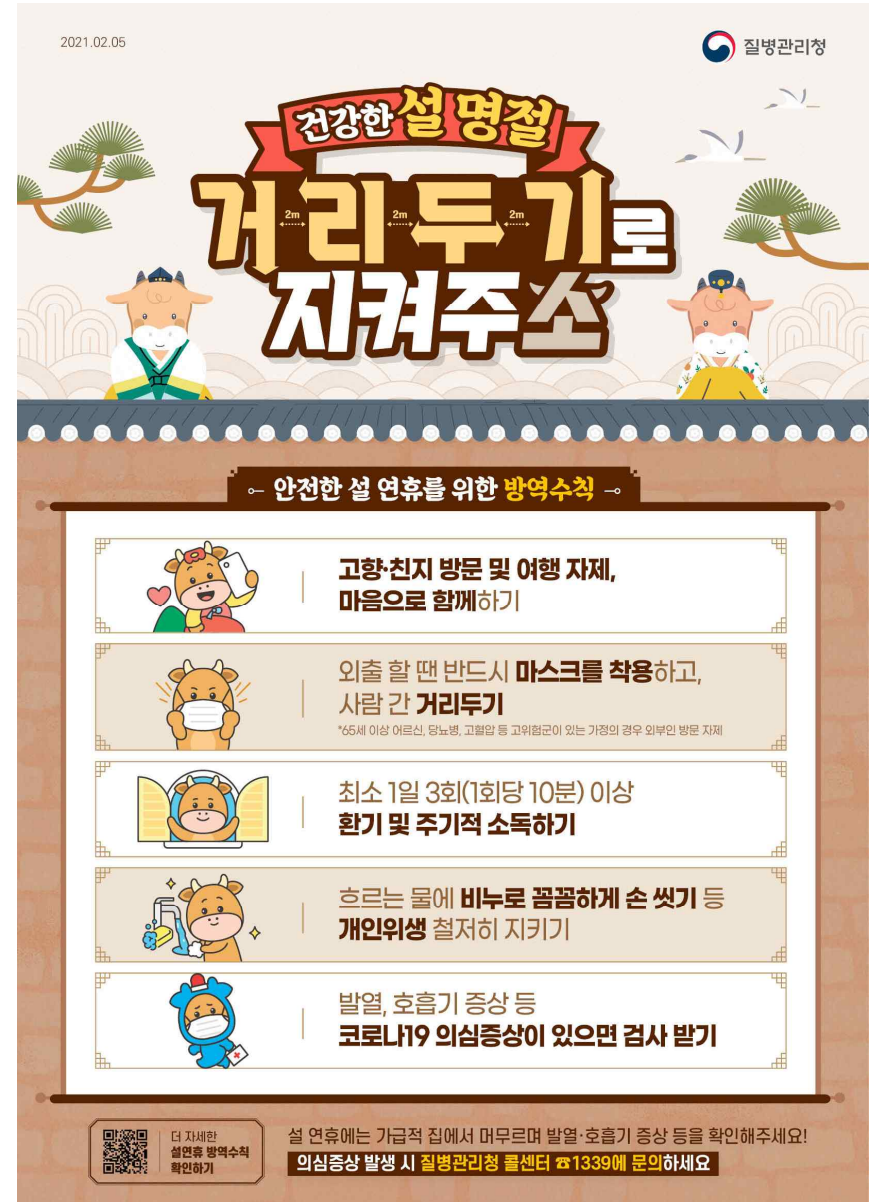 2021.02.05
질병관리청
건강한 설 명절
거리두기로
2m 2m 2m
지켜주소
안전한 설 연휴를 위한 방역수칙
고향·친지 방문 및 여행 자제,
마음으로 함께하기
외출 할 땐 반드시 마스크를 착용하고,
사람 간 거리두기
*65세 이상 어르신, 당뇨병, 고혈압 등 고위험군이 있는 가정의 경우 외부인 방문 자제
최소 1일 3회(1회당 10분) 이상
환기 및 주기적 소독하기
흐르는 물에 비누로 꼼꼼하게 손 씻기 등
개인위생 철저히 지키기
발열, 호흡기 증상 등
코로나19 의심증상이 있으면 검사 받기
더 자세한
설연휴 방역수칙
확인하기
설 연휴에는 가급적 집에서 머무르며 발열·호흡기 증상 등을 확인해주세요!
의심증상 발생 시 질병관리청 콜센터 ☎1339에 문의하세요